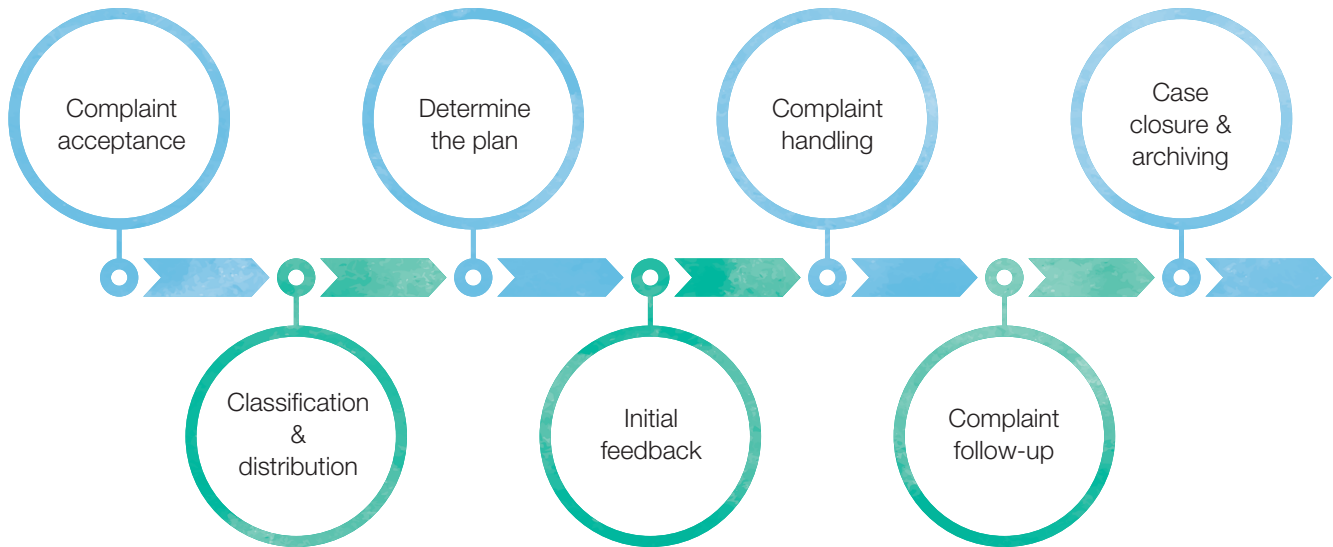 Complaint
acceptance
Classification
&
distribution
Determine
the plan
Initial
feedback
Complaint
handling
Complaint
follow-up
Case
closure &
archiving